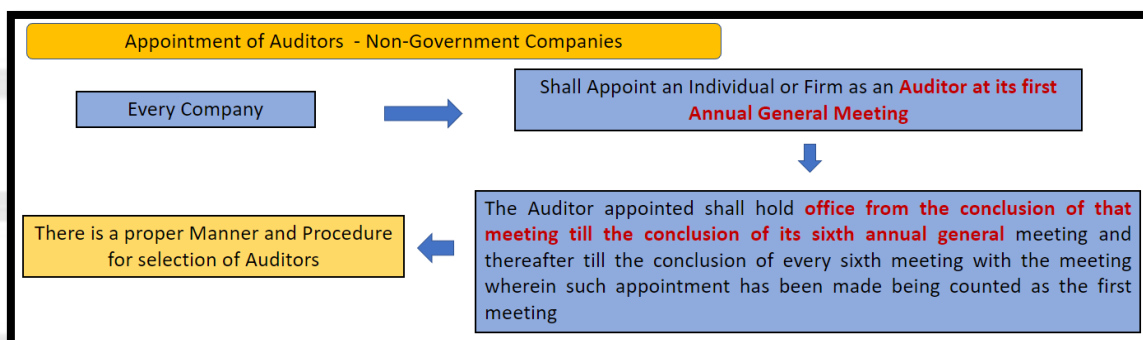 Appointment of Auditors - Non-Government Companies
Every Company
Shall Appoint an Individual or Firm as an Auditor at its first
Annual General Meeting
The Auditor appointed shall hold office from the conclusion of that
meeting till the conclusion of its sixth annual general meeting and
thereafter till the conclusion of every sixth meeting with the meeting
wherein such appointment has been made being counted as the first
meeting
There is a proper Manner and Procedure
for selection of Auditors